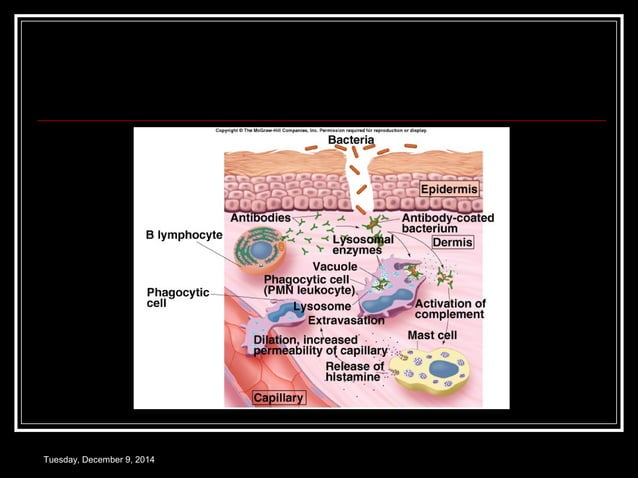 Copyright © The McGraw-Hill Companies, Inc. Permission required for reproduction or display.
Bacteria
Epidermis
Antibodies
Antibody-coated
bacterium
B lymphocyte
Lysosomal
enzymes
Dermis
Vacuole
Phagocytic cell
(PMN leukocyte)
Phagocytic
cell
Lysosome
Activation of
complement
Extravasation
Mast cell
Dilation, increased
permeability of capillary
Release of
histamine
Capillary
Tuesday, December 9, 2014